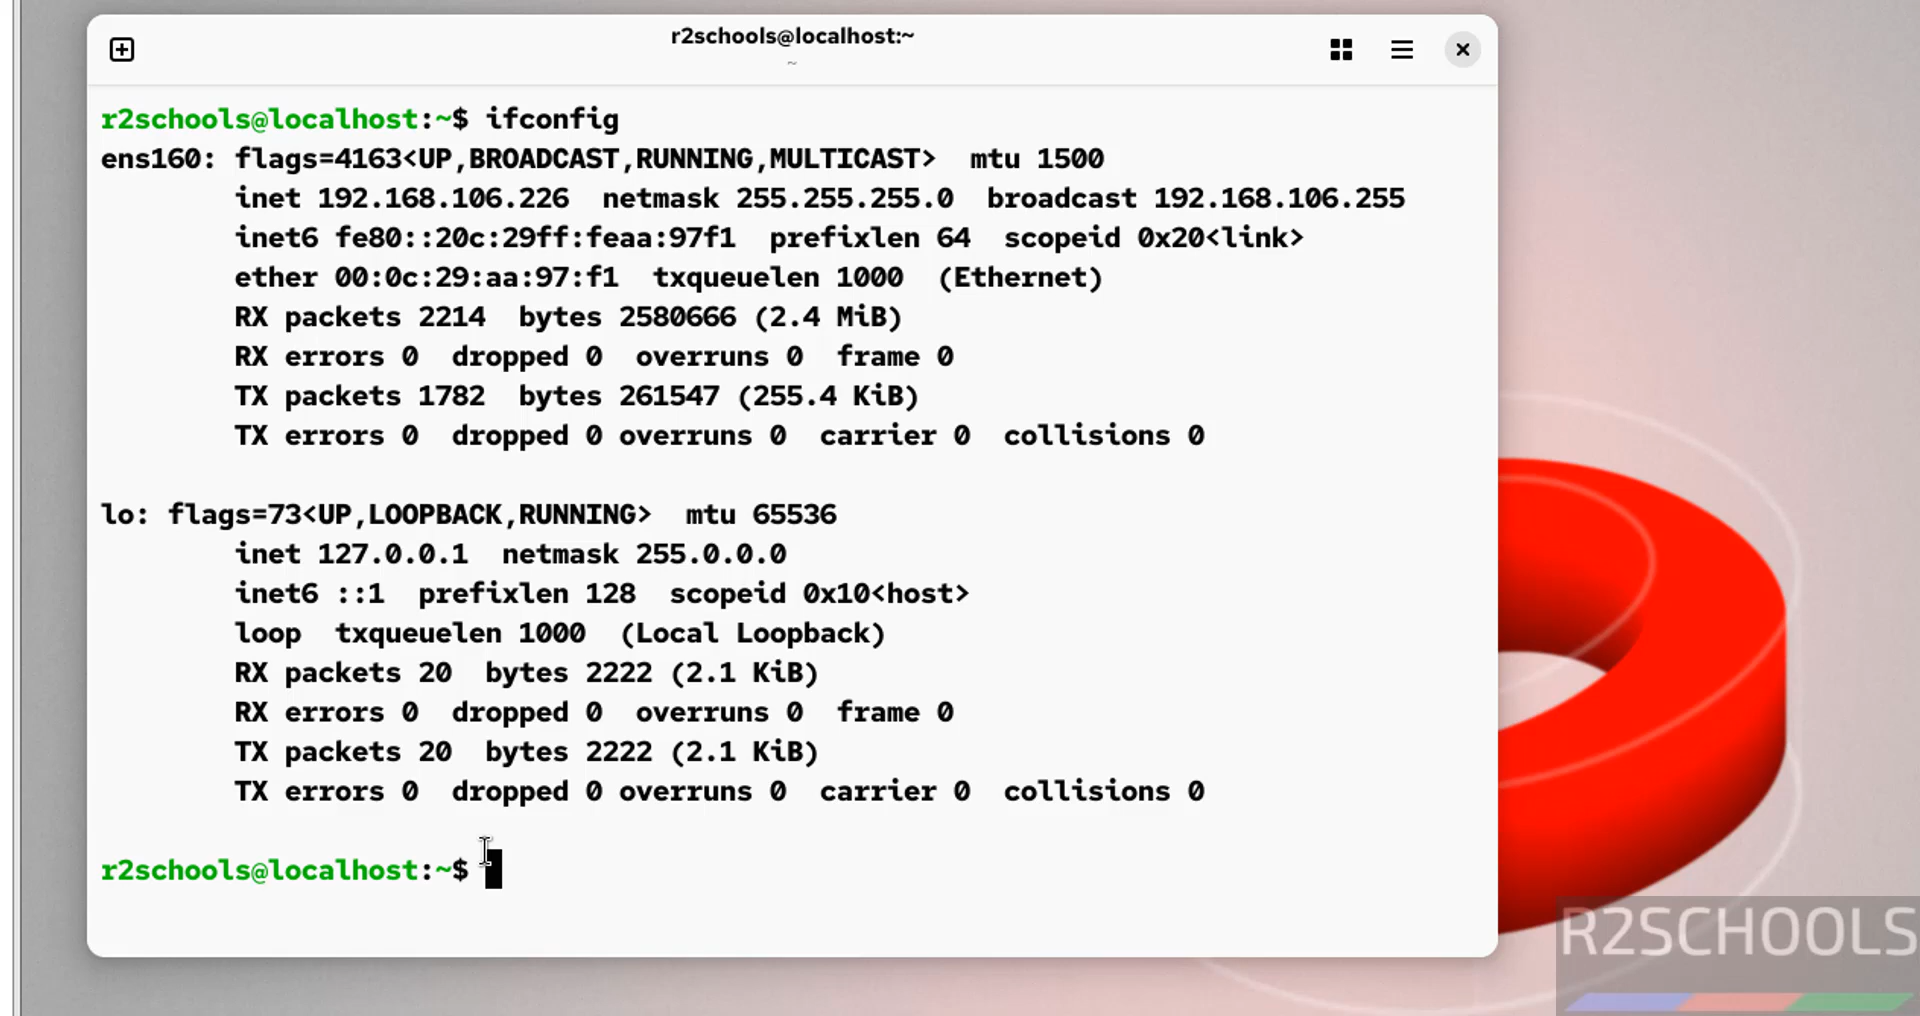 r2schools@localhost:~
~
r2schools@localhost:~$ ifconfig
ens160: flags=4163<UP,BROADCAST,RUNNING,MULTICAST>  mtu 1500
        inet 192.168.106.226  netmask 255.255.255.0  broadcast 192.168.106.255
        inet6 fe80::20c:29ff:feaa:97f1  prefixlen 64  scopeid 0x20<link>
        ether 00:0c:29:aa:97:f1  txqueuelen 1000  (Ethernet)
        RX packets 2214  bytes 2580666 (2.4 MiB)
        RX errors 0  dropped 0  overruns 0  frame 0
        TX packets 1782  bytes 261547 (255.4 KiB)
        TX errors 0  dropped 0 overruns 0  carrier 0  collisions 0
lo: flags=73<UP,LOOPBACK,RUNNING>  mtu 65536
        inet 127.0.0.1  netmask 255.0.0.0
        inet6 ::1  prefixlen 128  scopeid 0x10<host>
        loop  txqueuelen 1000  (Local Loopback)
        RX packets 20  bytes 2222 (2.1 KiB)
        RX errors 0  dropped 0  overruns 0  frame 0
        TX packets 20  bytes 2222 (2.1 KiB)
        TX errors 0  dropped 0 overruns 0  carrier 0  collisions 0
r2schools@localhost:~$
R2SCHOOLS